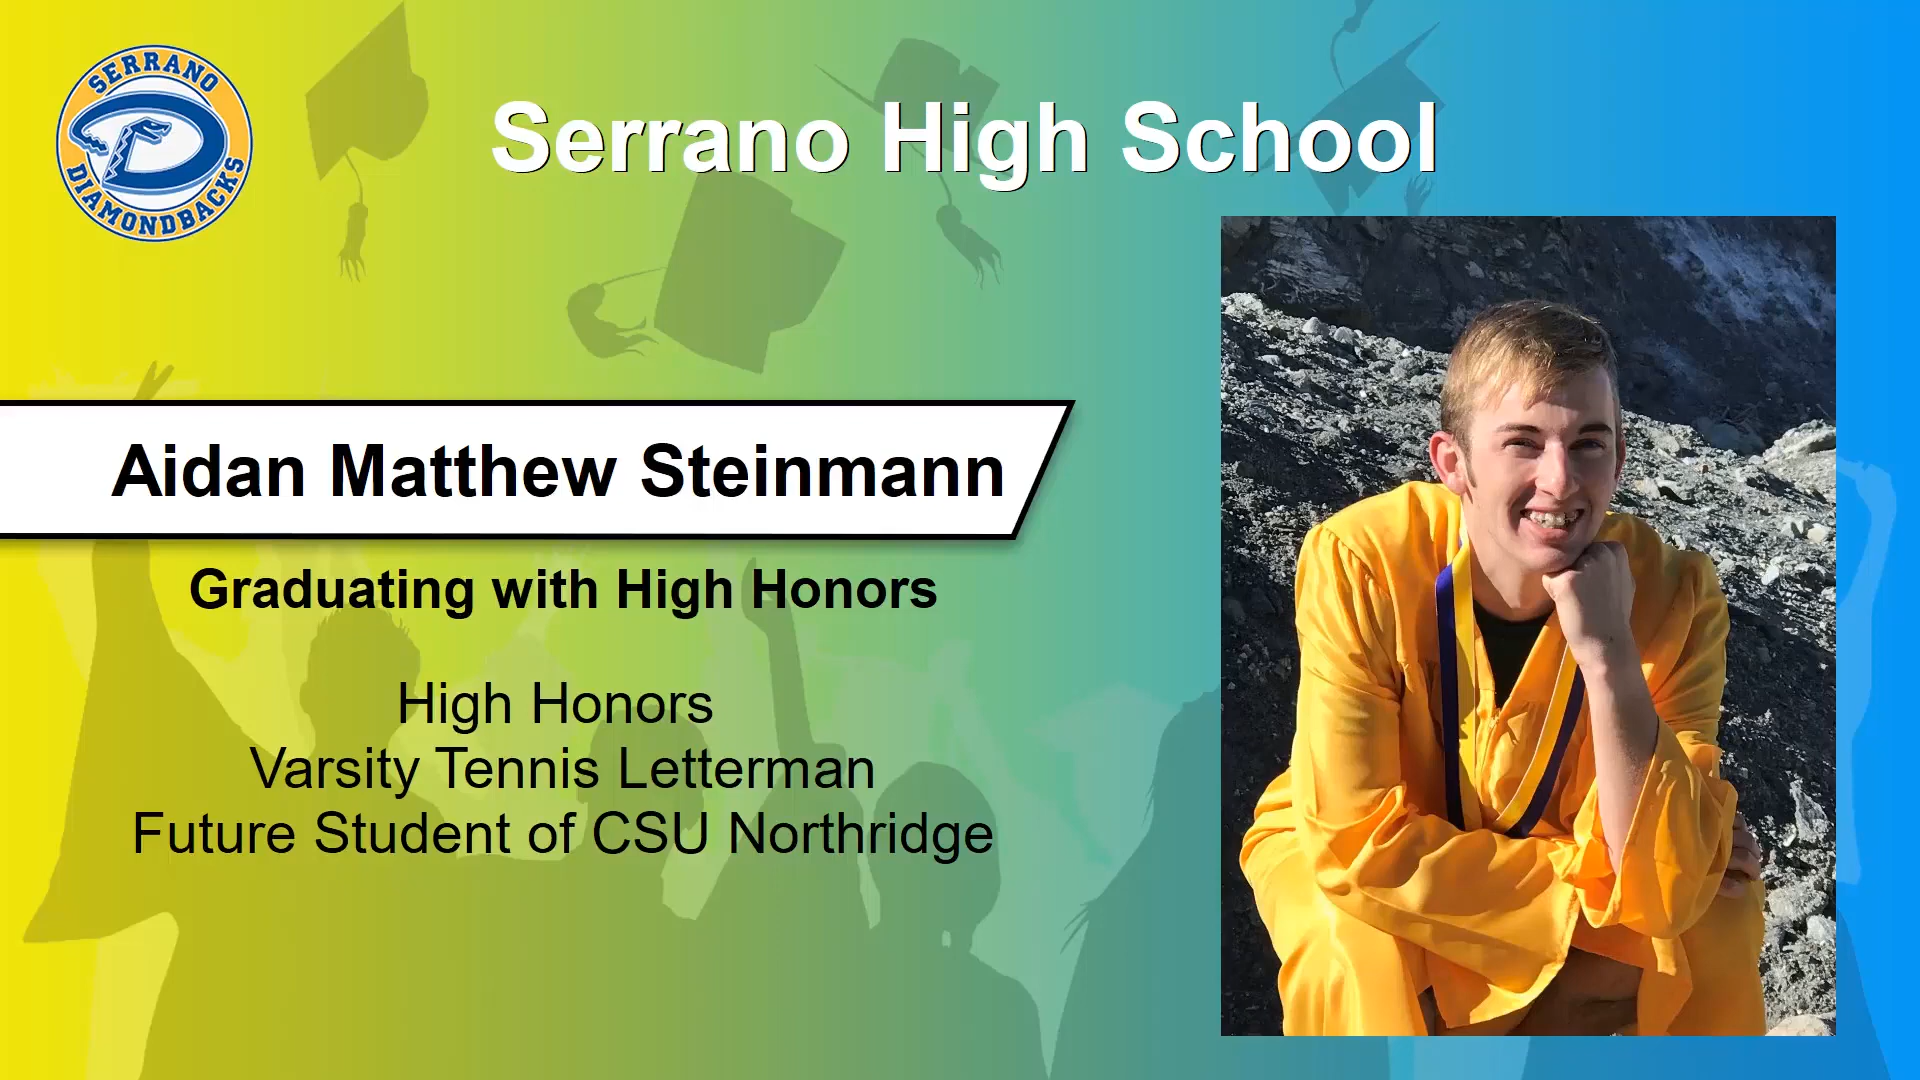 SERRANO
DIAMONDBACKS
Serrano High School
Aidan Matthew Steinmann
Graduating with High Honors
High Honors
Varsity Tennis Letterman
Future Student of CSU Northridge